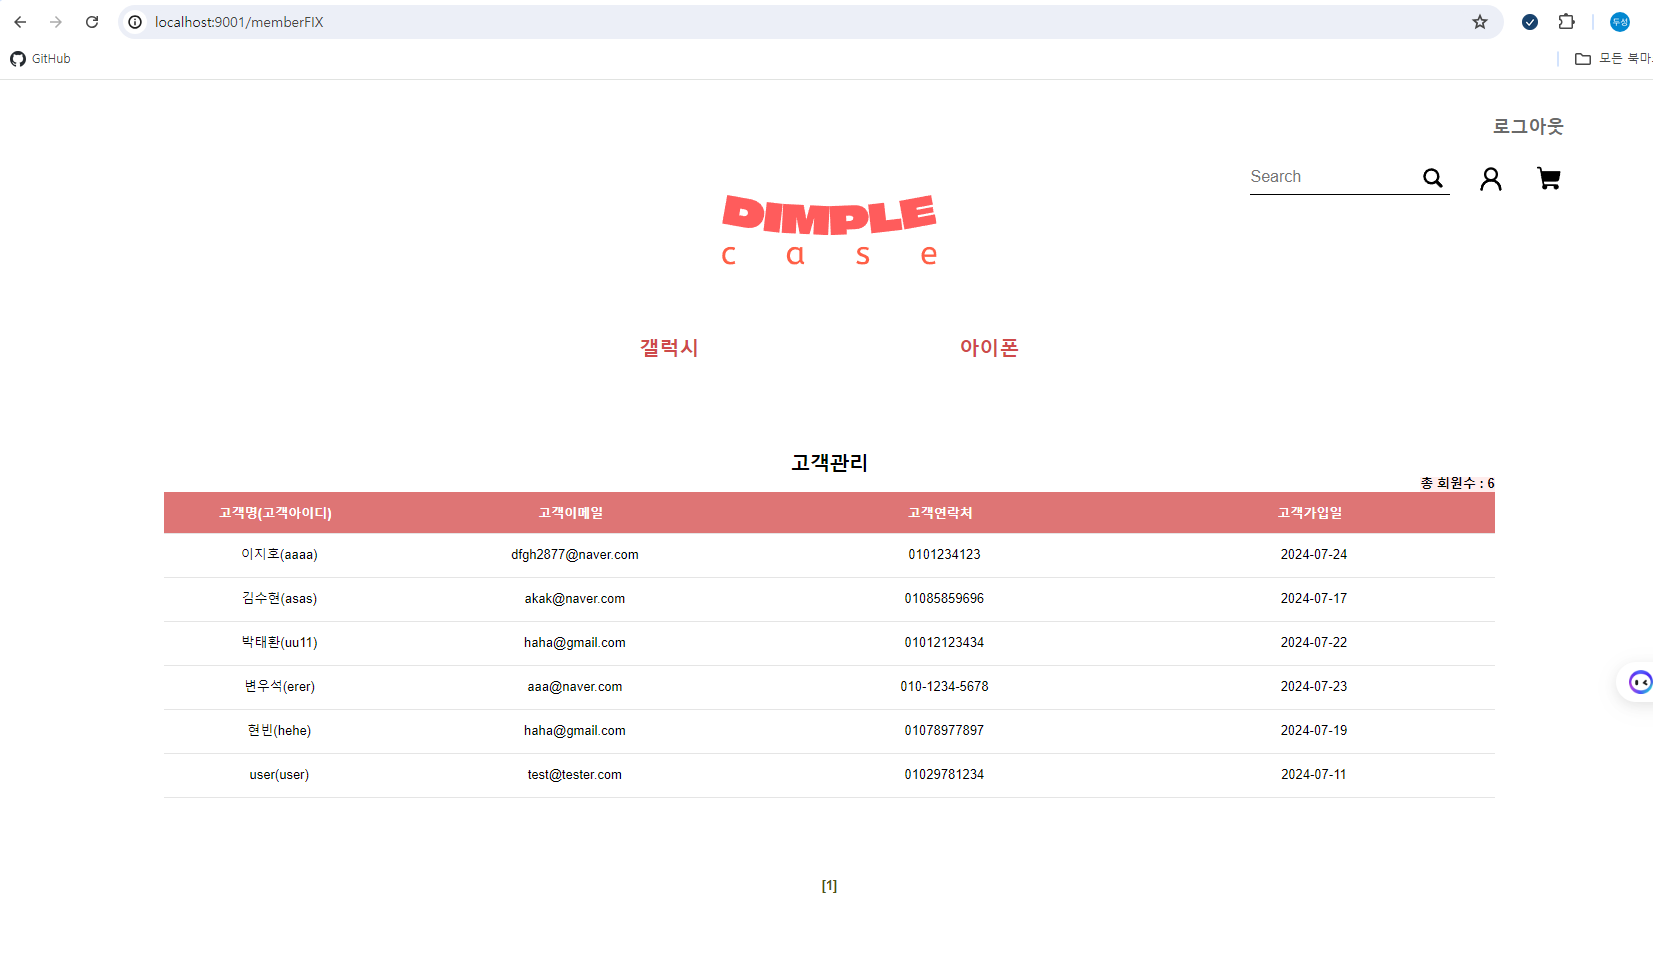 localhost:9001/memberFIX
두성
GitHub
모든 북마
로그아웃
Search
DIMPLE
case
갤럭시 아이폰
고객관리
총 회원수 : 6
고객명(고객아이디) 고객이메일 고객연락처 고객가입일
이지호(aaaa) dfgh2877@naver.com 0101234123 2024-07-24
김수현(asas) akak@naver.com 01085859696 2024-07-17
박태환(uu11) haha@gmail.com 01012123434 2024-07-22
변우석(erer) aaa@naver.com 010-1234-5678 2024-07-23
현빈(hehe) haha@gmail.com 01078977897 2024-07-19
user(user) test@tester.com 01029781234 2024-07-11
[1]